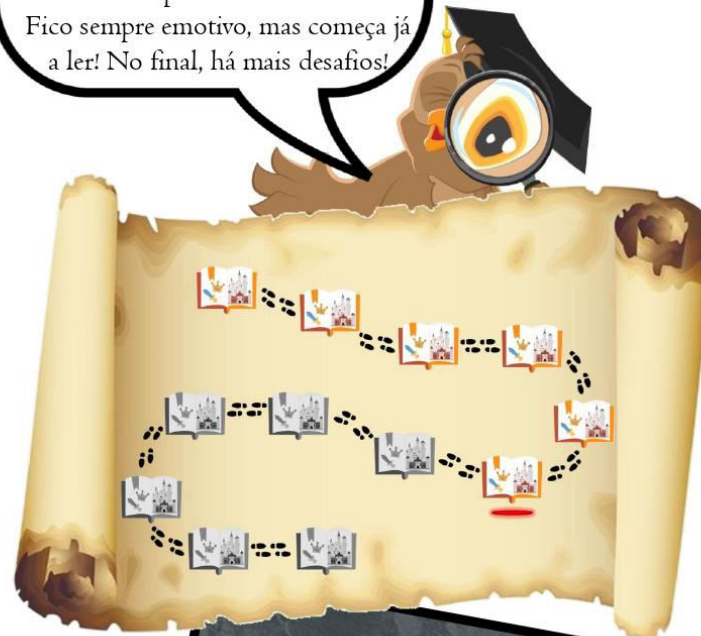 Fico sempre emotivo, mas começa já
a ler! No final, há mais desafios!